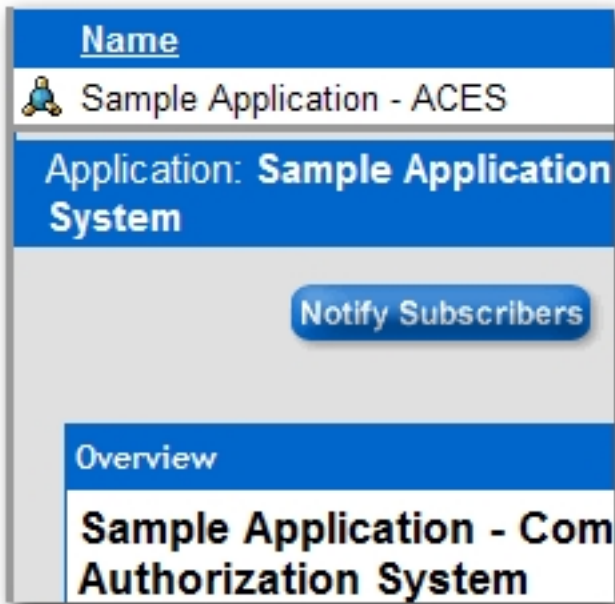 Name
Sample Application - ACES
Application: Sample Application
System
Notify Subscribers
Overview
Sample Application - Com
Authorization System